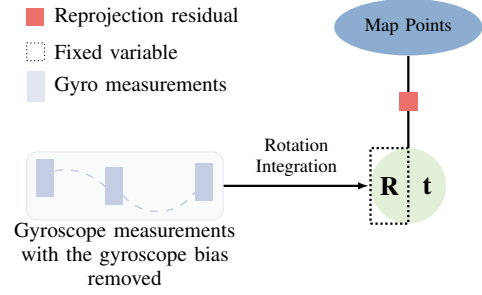 Reprojection residual
Fixed variable
Gyro measurements
Map Points
Rotation
Integration
R t
Gyroscope measurements
with the gyroscope bias
removed